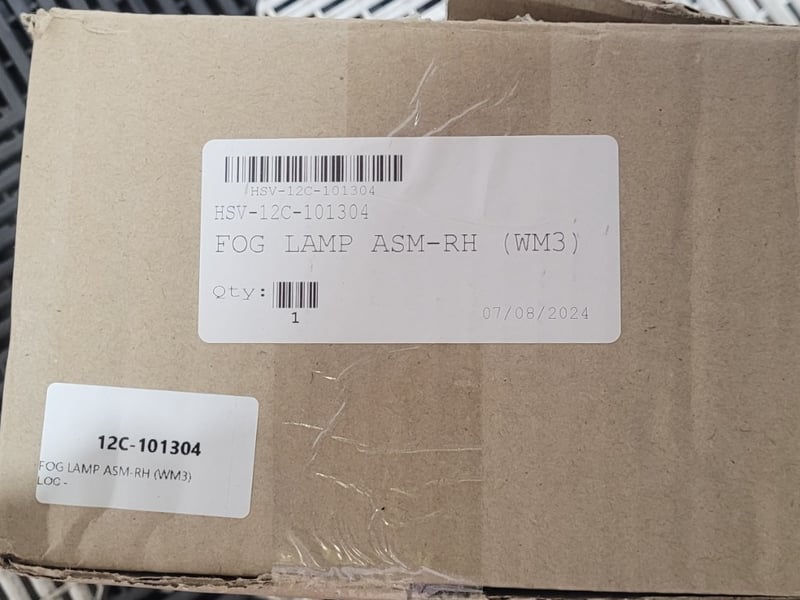 HSV-12C-101304
HSV-12C-101304
FOG LAMP ASM-RH (WM3)
Qty:
1
07/08/2024
12C-101304
FOG LAMP ASM-RH (WM3)
LOC -